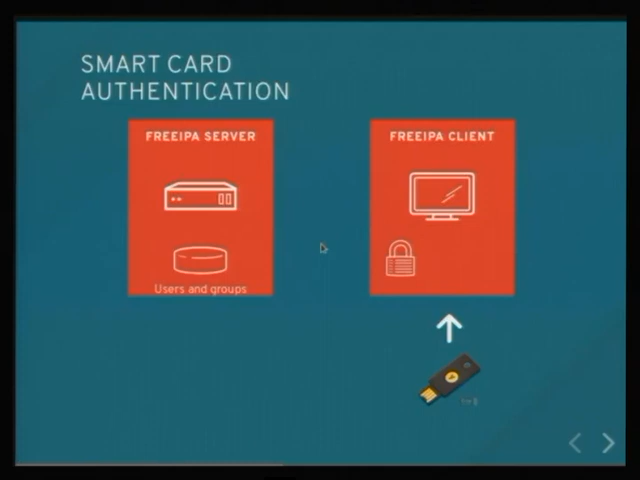 SMART CARD
AUTHENTICATION
FREEIPA SERVER
FREEIPA CLIENT
Users and groups